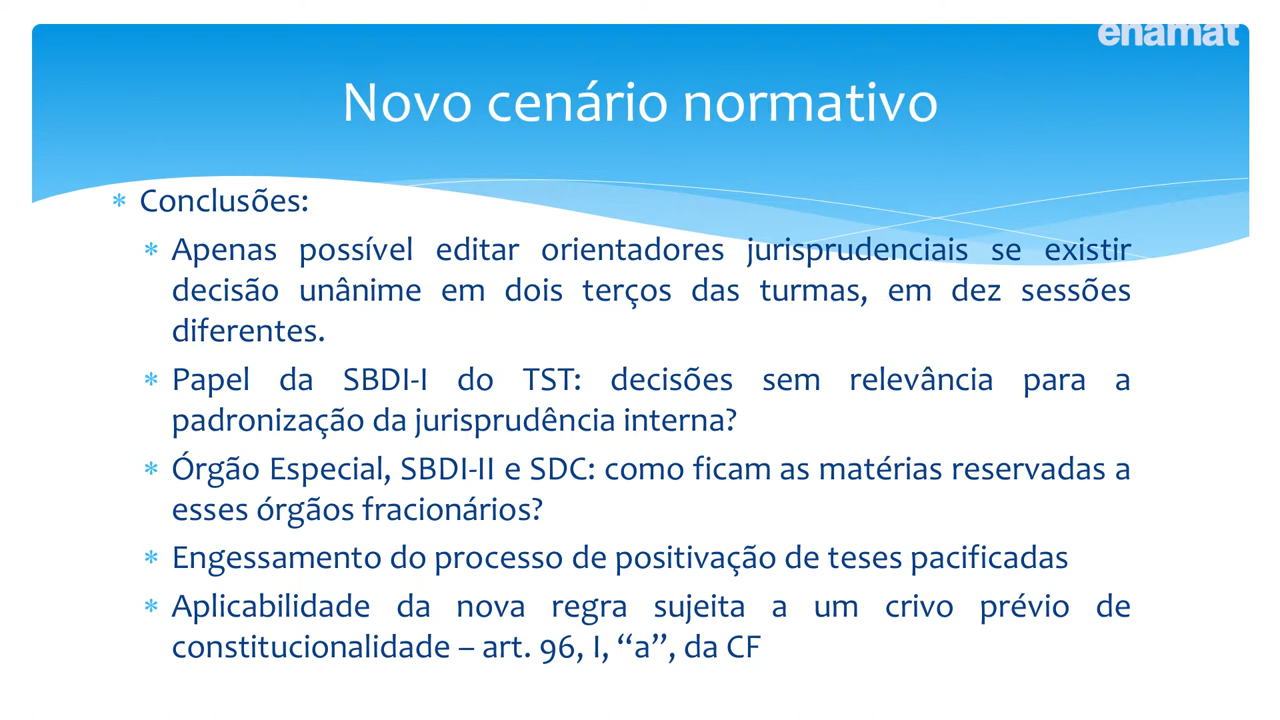 enamat
Novo cenário normativo
* Conclusões:
* Apenas possível editar orientadores jurisprudenciais se existir
decisão unânime em dois terços das turmas, em dez sessões
diferentes.
* Papel da SBDI-I do TST: decisões sem relevância para a
padronização da jurisprudência interna?
* Órgão Especial, SBDI-II e SDC: como ficam as matérias reservadas a
esses órgãos fracionários?
* Engessamento do processo de positivação de teses pacificadas
* Aplicabilidade da nova regra sujeita a um crivo prévio de
constitucionalidade – art. 96, I, “a”, da CF